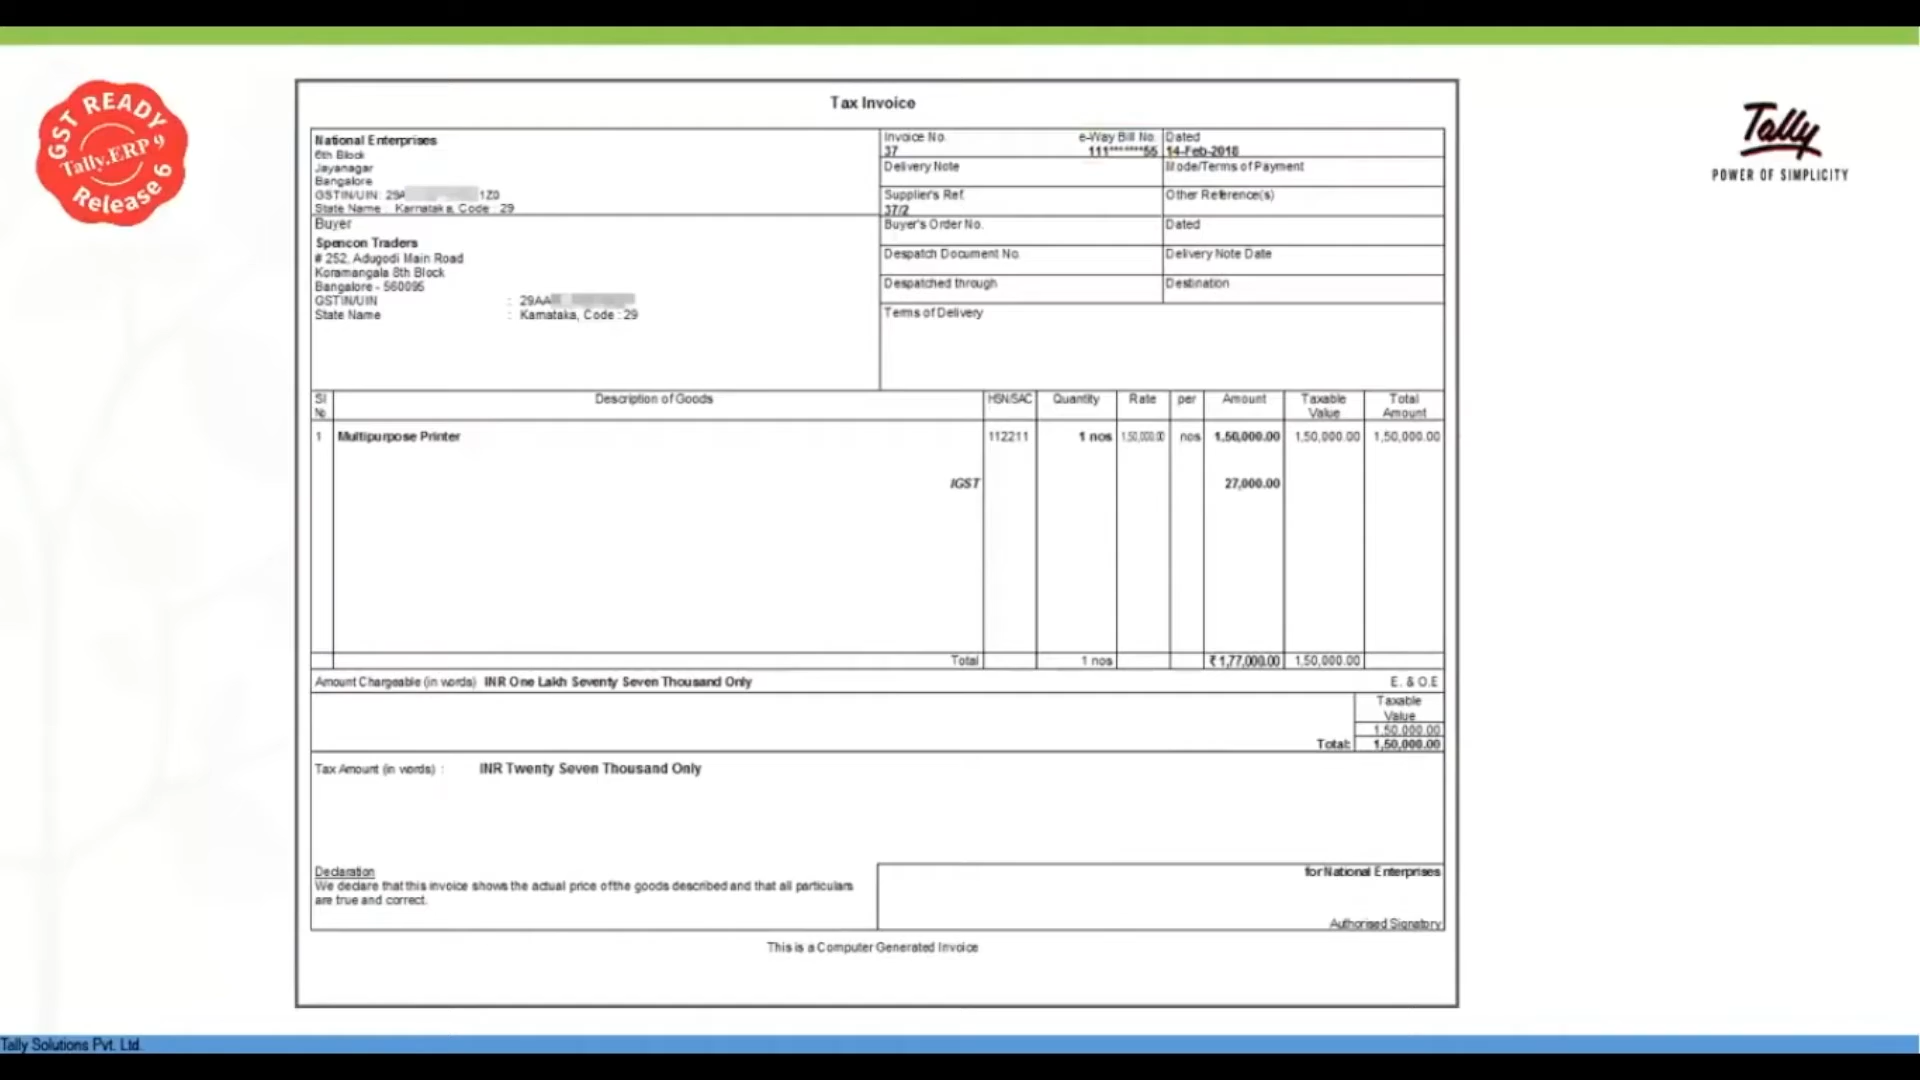 GST READY
Tally.ERP 9
Release 6
Tally
POWER OF SIMPLICITY
Tax Invoice
National Enterprises
6th Block
Jayanagar
Bangalore
GSTIN/UIN: 29A 1Z0
State Name : Karnataka, Code : 29
Buyer
Spencon Traders
# 252, Adugodi Main Road
Koramangala 8th Block
Bangalore - 560095
GSTIN/UIN : 29AA
State Name : Karnataka, Code : 29
Invoice No. e-Way Bill No. Dated
37 111*******55 14-Feb-2018
Delivery Note Mode/Terms of Payment
Supplier's Ref. Other Reference(s)
37/2
Buyer's Order No. Dated
Despatch Document No. Delivery Note Date
Despatched through Destination
Terms of Delivery
Sl No. Description of Goods HSN/SAC Quantity Rate per Amount Taxable Value Total Amount
1 Multipurpose Printer 112211 1 nos 1,50,000.00 nos 1,50,000.00 1,50,000.00 1,50,000.00
IGST 27,000.00
Total 1 nos ₹ 1,77,000.00 1,50,000.00
Amount Chargeable (in words) INR One Lakh Seventy Seven Thousand Only E. & O.E
Taxable
Value
1,50,000.00
Total: 1,50,000.00
Tax Amount (in words) : INR Twenty Seven Thousand Only
Declaration
We declare that this invoice shows the actual price of the goods described and that all particulars
are true and correct.
for National Enterprises
Authorised Signatory
This is a Computer Generated Invoice
Tally Solutions Pvt. Ltd.